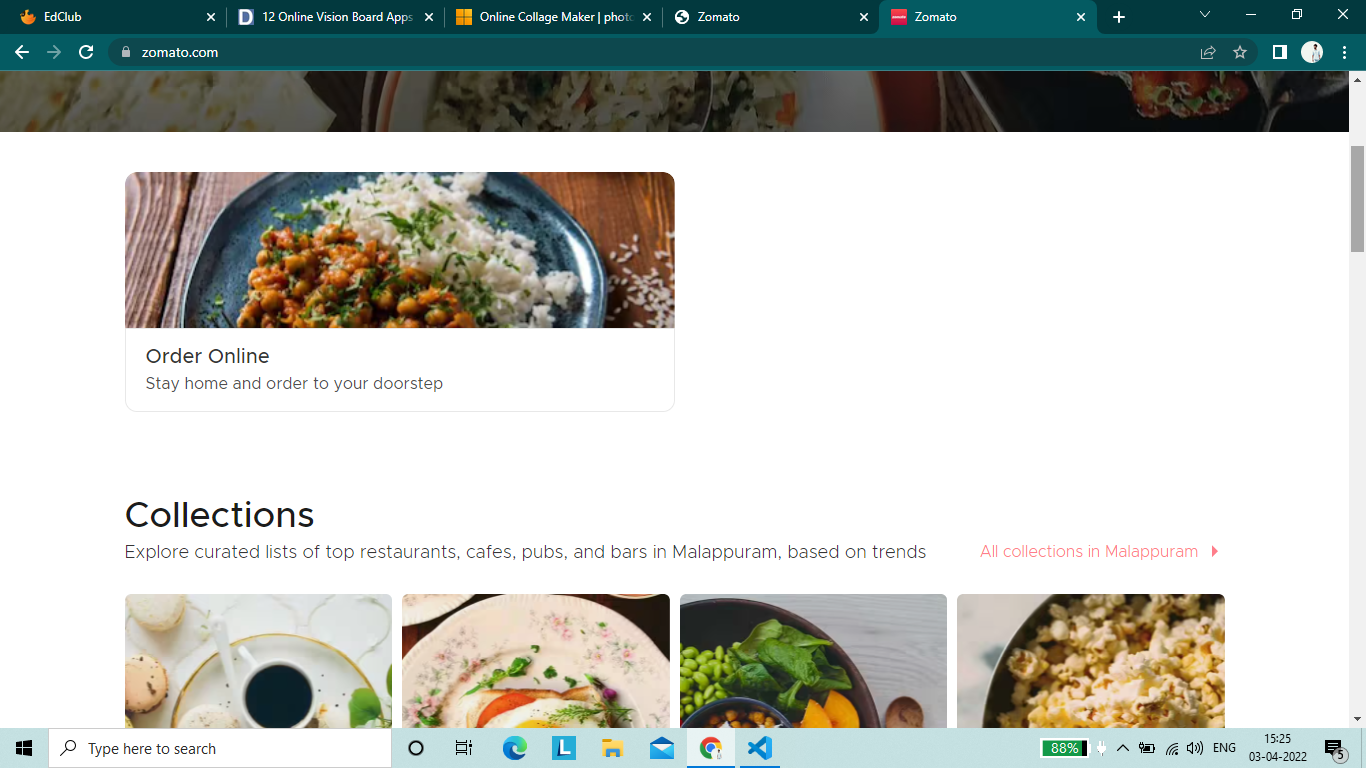 EdClub
12 Online Vision Board Apps
Online Collage Maker | phot
Zomato
Zomato
zomato.com
Order Online
Stay home and order to your doorstep
Collections
Explore curated lists of top restaurants, cafes, pubs, and bars in Malappuram, based on trends
All collections in Malappuram
Type here to search
L
88%
ENG
15:25
03-04-2022
5